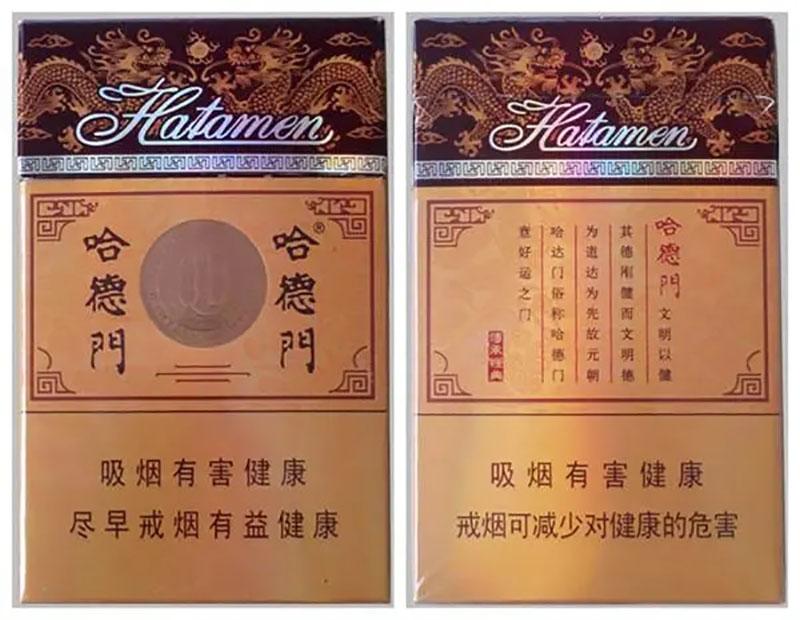 Hatamen
哈德門
哈德門®
吸烟有害健康
尽早戒烟有益健康
Hatamen
哈德門 文明以健
其德刚健而文明德
为道达为先故元朝
哈达门俗称哈德门
意好运之门
吸烟有害健康
戒烟可减少对健康的危害